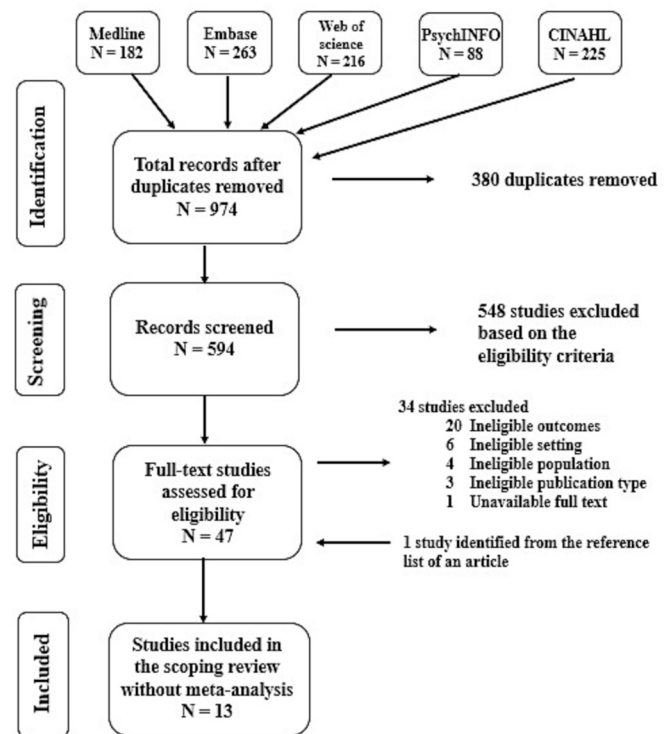 Medline
N = 182
Embase
N = 263
Web of
science
N = 216
PsychINFO
N = 88
CINAHL
N = 225
Identification
Total records after
duplicates removed
N = 974
380 duplicates removed
Screening
Records screened
N = 594
548 studies excluded
based on the
eligibility criteria
Eligibility
Full-text studies
assessed for
eligibility
N = 47
34 studies excluded
20 Ineligible outcomes
6 Ineligible setting
4 Ineligible population
3 Ineligible publication type
1 Unavailable full text
1 study identified from the reference
list of an article
Included
Studies included in
the scoping review
without meta-analysis
N = 13